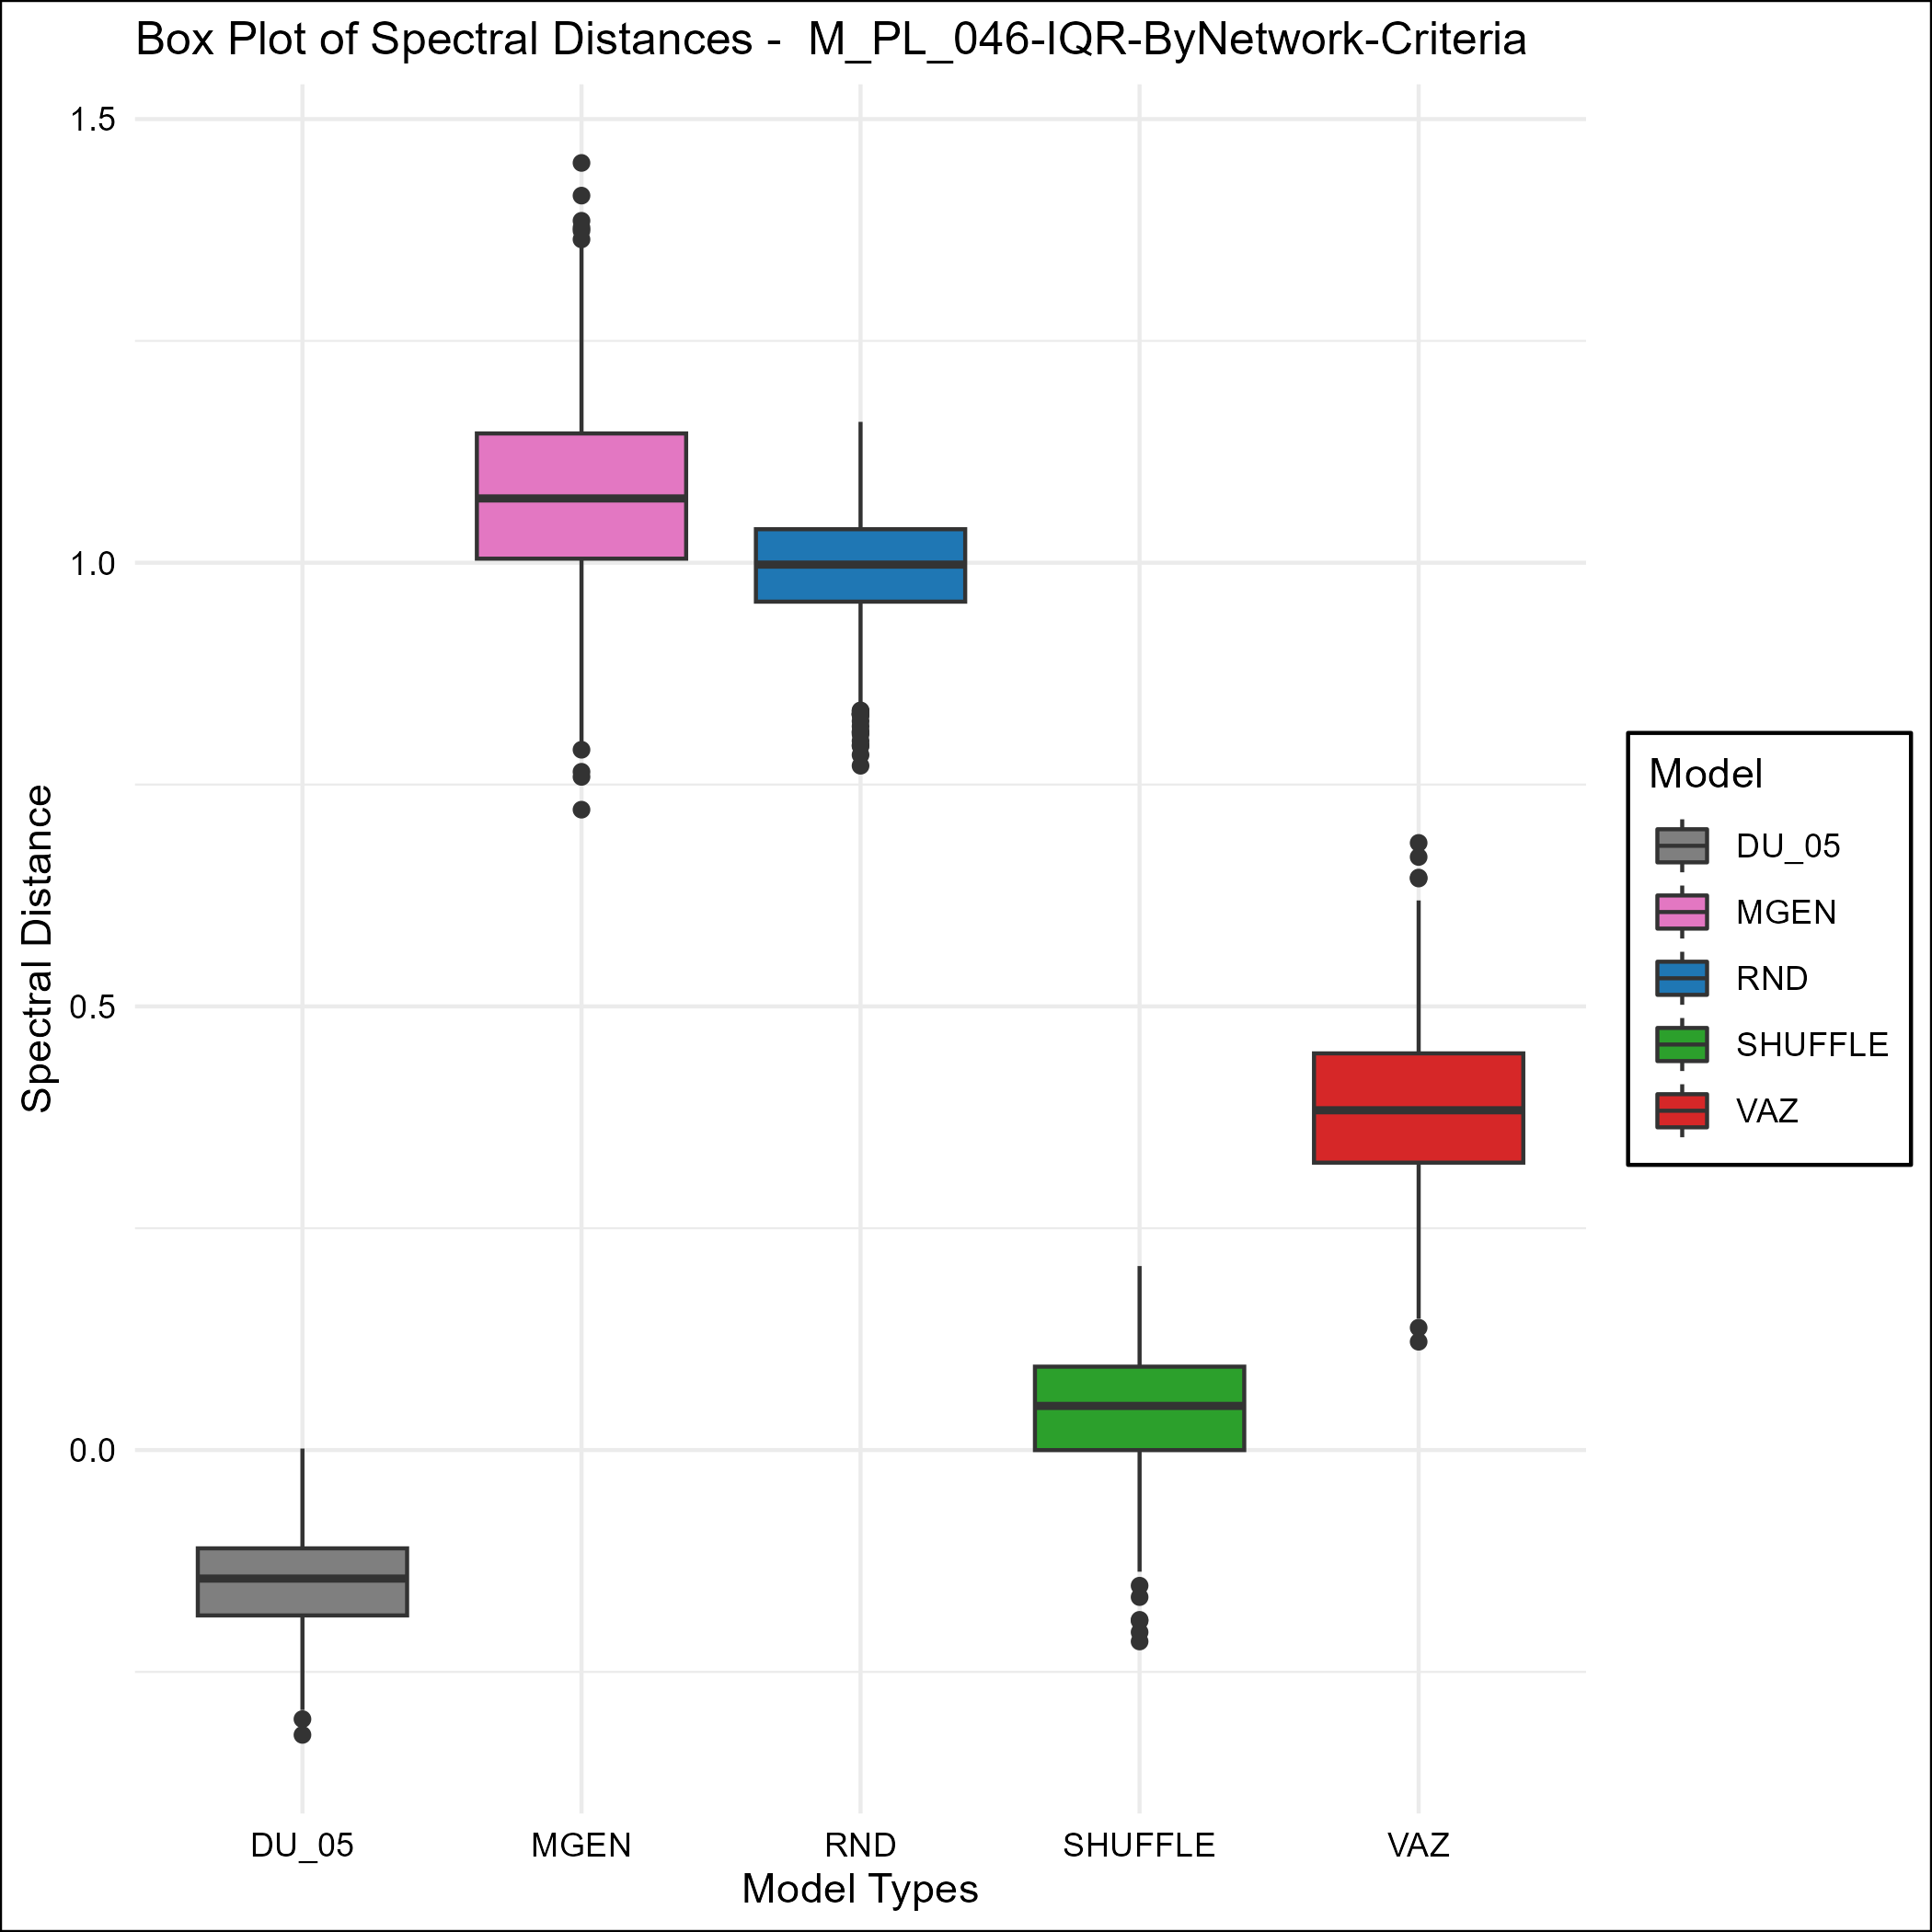 Box Plot of Spectral Distances -  M_PL_046-IQR-ByNetwork-Criteria
1.5
1.0
0.5
0.0
Spectral Distance
DU_05
MGEN
RND
SHUFFLE
VAZ
Model Types
Model
DU_05
MGEN
RND
SHUFFLE
VAZ